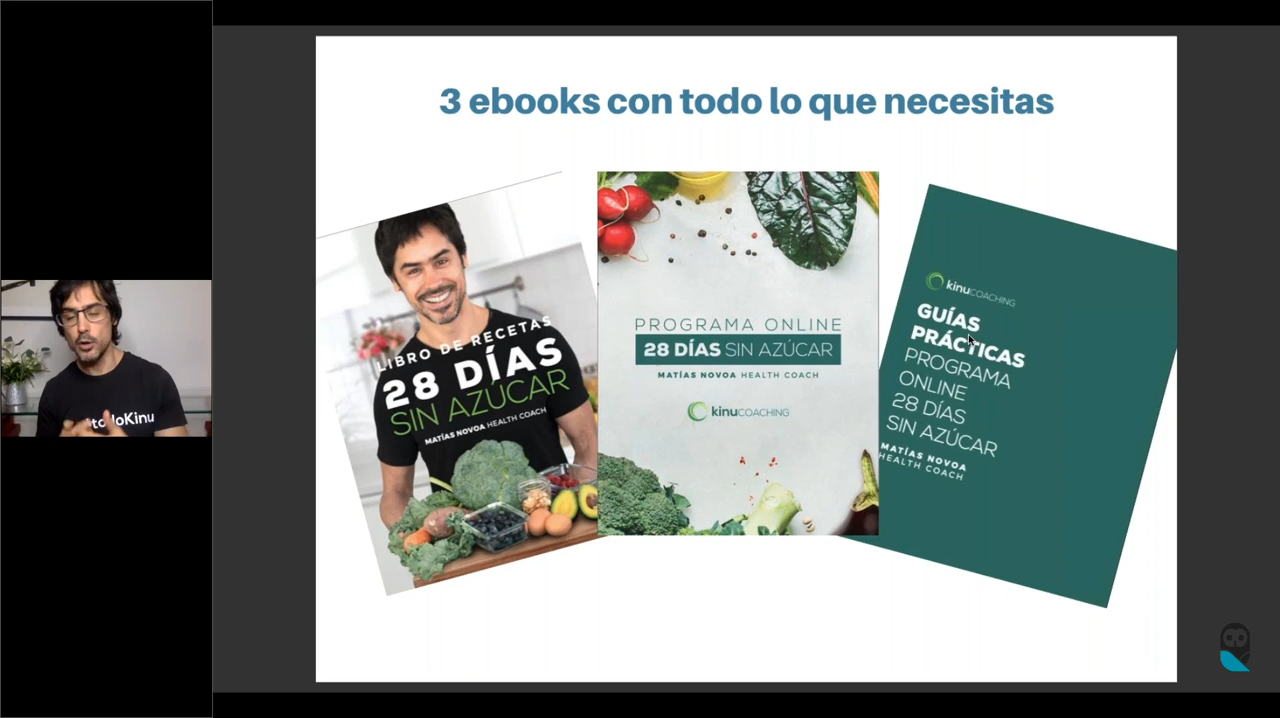 3 ebooks con todo lo que necesitas
LIBRO DE RECETAS
28 DÍAS
SIN AZÚCAR
MATÍAS NOVOA HEALTH COACH
PROGRAMA ONLINE
28 DÍAS SIN AZÚCAR
MATÍAS NOVOA HEALTH COACH
kinuCOACHING
kinuCOACHING
GUÍAS
PRÁCTICAS
PROGRAMA
ONLINE
28 DÍAS
SIN AZÚCAR
MATÍAS NOVOA
HEALTH COACH